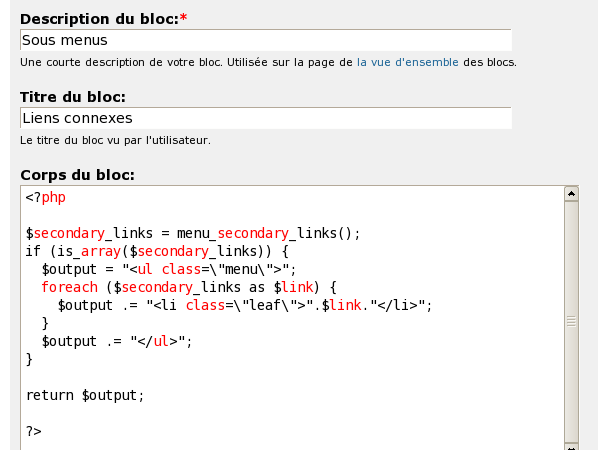 Description du bloc:*
Sous menus
Une courte description de votre bloc. Utilisée sur la page de la vue d'ensemble des blocs.
Titre du bloc:
Liens connexes
Le titre du bloc vu par l'utilisateur.
Corps du bloc:
<?php
$secondary_links = menu_secondary_links();
if (is_array($secondary_links)) {
  $output = "<ul class=\"menu\">";
  foreach ($secondary_links as $link) {
    $output .= "<li class=\"leaf\">".$link."</li>";
  }
  $output .= "</ul>";
}
return $output;
?>